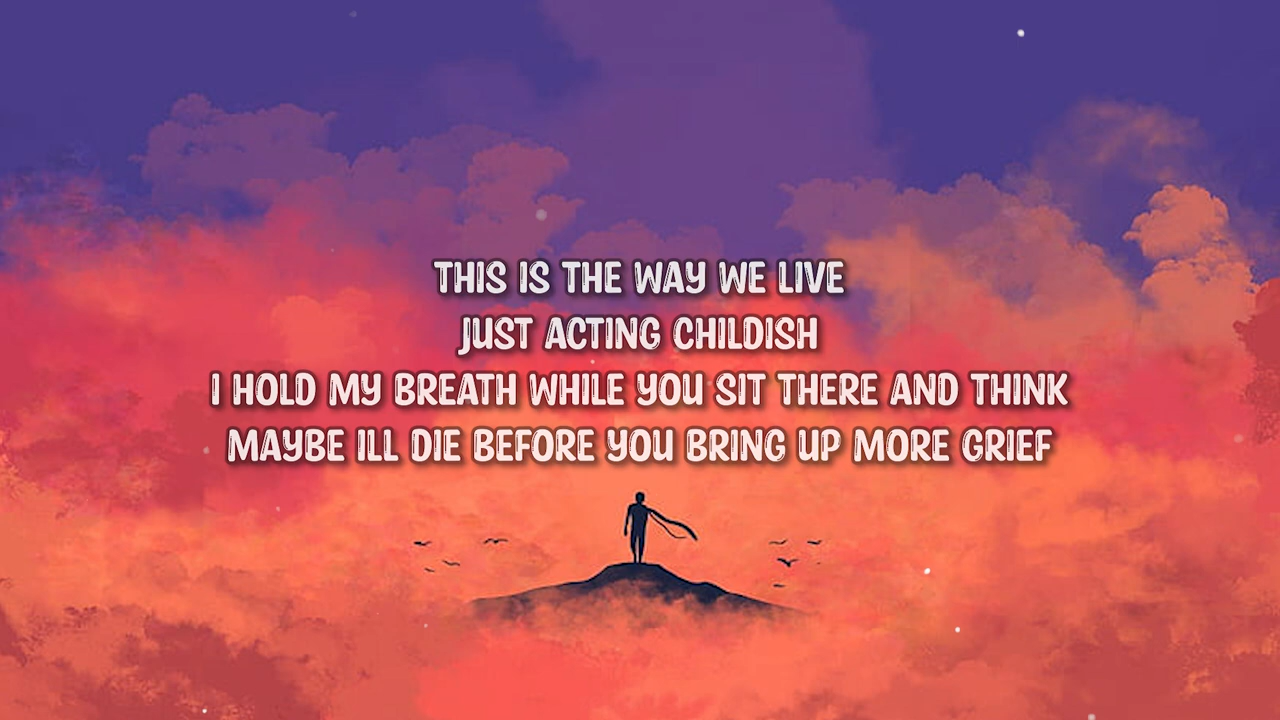 THIS IS THE WAY WE LIVE
JUST ACTING CHILDISH
I HOLD MY BREATH WHILE YOU SIT THERE AND THINK
MAYBE ILL DIE BEFORE YOU BRING UP MORE GRIEF